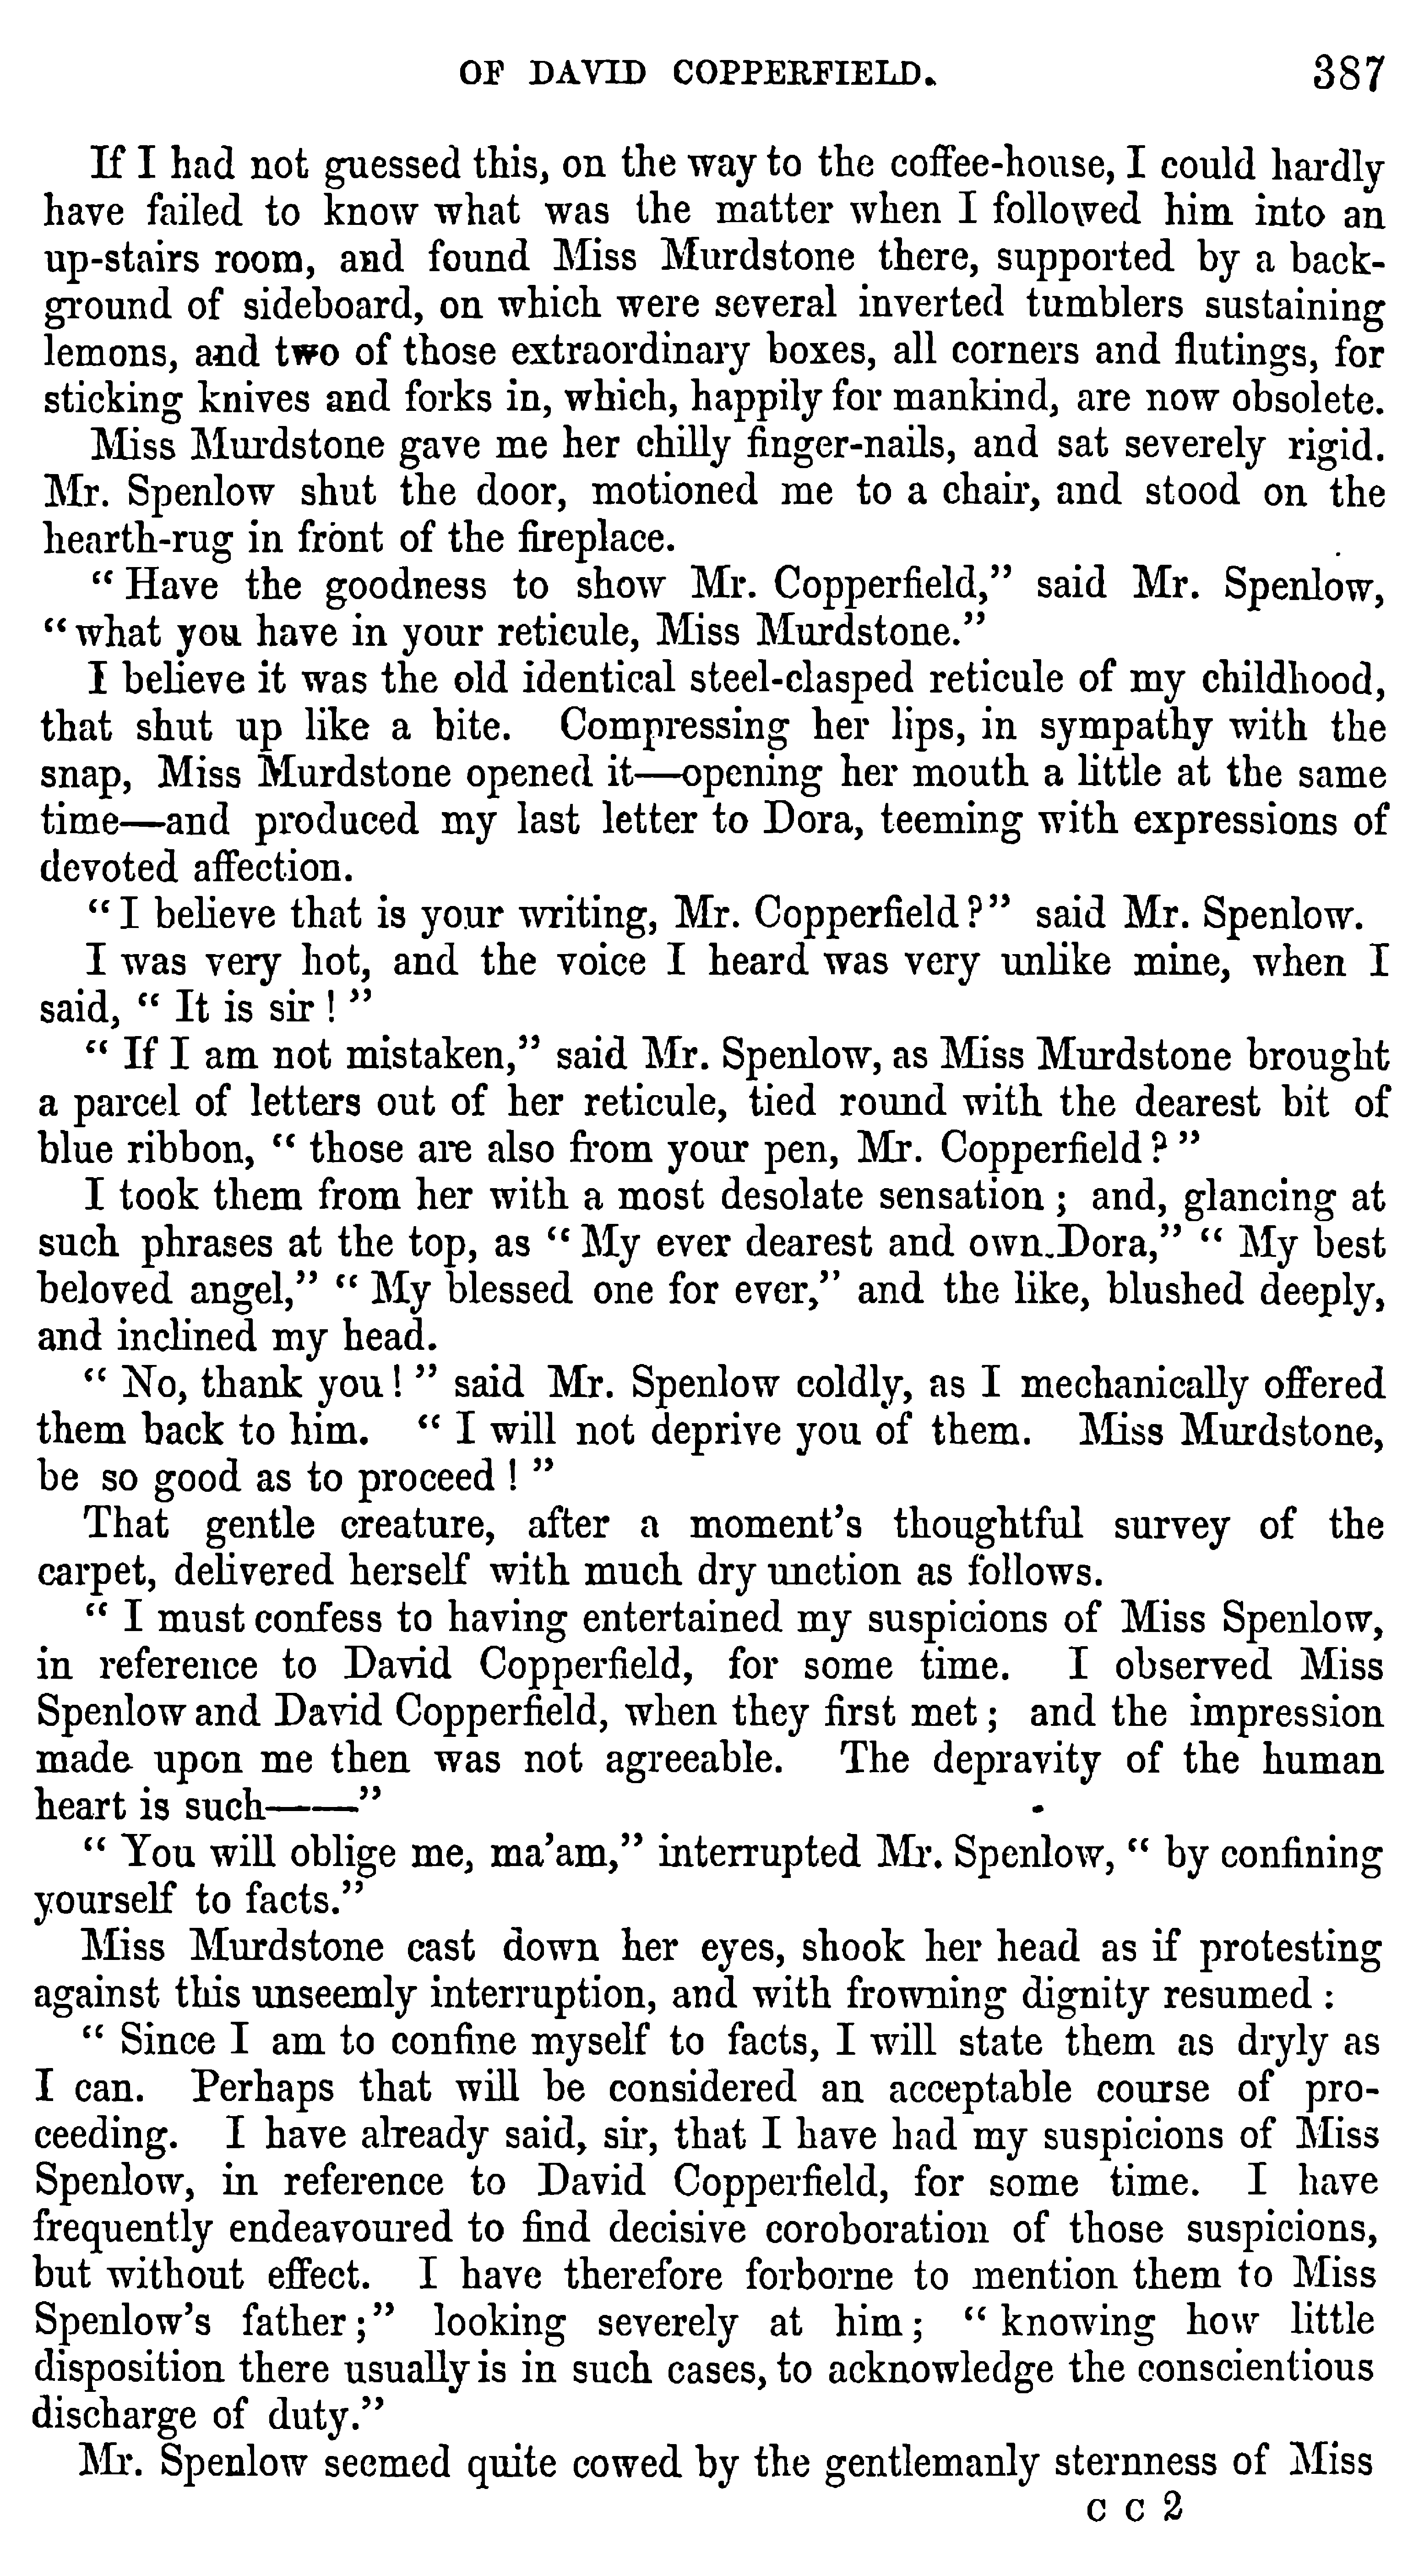 OF DAVID COPPERFIELD. 387
If I had not guessed this, on the way to the coffee-house, I could hardly
have failed to know what was the matter when I followed him into an
up-stairs room, and found Miss Murdstone there, supported by a back-
ground of sideboard, on which were several inverted tumblers sustaining
lemons, and two of those extraordinary boxes, all corners and flutings, for
sticking knives and forks in, which, happily for mankind, are now obsolete.
Miss Murdstone gave me her chilly finger-nails, and sat severely rigid.
Mr. Spenlow shut the door, motioned me to a chair, and stood on the
hearth-rug in front of the fireplace.
“ Have the goodness to show Mr. Copperfield,” said Mr. Spenlow,
“ what you have in your reticule, Miss Murdstone.”
I believe it was the old identical steel-clasped reticule of my childhood,
that shut up like a bite. Compressing her lips, in sympathy with the
snap, Miss Murdstone opened it—opening her mouth a little at the same
time—and produced my last letter to Dora, teeming with expressions of
devoted affection.
“ I believe that is your writing, Mr. Copperfield ?” said Mr. Spenlow.
I was very hot, and the voice I heard was very unlike mine, when I
said, “ It is sir ! ”
“ If I am not mistaken,” said Mr. Spenlow, as Miss Murdstone brought
a parcel of letters out of her reticule, tied round with the dearest bit of
blue ribbon, “ those are also from your pen, Mr. Copperfield ? ”
I took them from her with a most desolate sensation ; and, glancing at
such phrases at the top, as “ My ever dearest and own Dora,” “ My best
beloved angel,” “ My blessed one for ever,” and the like, blushed deeply,
and inclined my head.
“ No, thank you ! ” said Mr. Spenlow coldly, as I mechanically offered
them back to him. “ I will not deprive you of them. Miss Murdstone,
be so good as to proceed ! ”
That gentle creature, after a moment’s thoughtful survey of the
carpet, delivered herself with much dry unction as follows.
“ I must confess to having entertained my suspicions of Miss Spenlow,
in reference to David Copperfield, for some time. I observed Miss
Spenlow and David Copperfield, when they first met ; and the impression
made upon me then was not agreeable. The depravity of the human
heart is such——”
“ You will oblige me, ma’am,” interrupted Mr. Spenlow, “ by confining
yourself to facts.”
Miss Murdstone cast down her eyes, shook her head as if protesting
against this unseemly interruption, and with frowning dignity resumed :
“ Since I am to confine myself to facts, I will state them as dryly as
I can. Perhaps that will be considered an acceptable course of pro-
ceeding. I have already said, sir, that I have had my suspicions of Miss
Spenlow, in reference to David Copperfield, for some time. I have
frequently endeavoured to find decisive coroboration of those suspicions,
but without effect. I have therefore forborne to mention them to Miss
Spenlow’s father ;” looking severely at him ; “ knowing how little
disposition there usually is in such cases, to acknowledge the conscientious
discharge of duty.”
Mr. Spenlow seemed quite cowed by the gentlemanly sternness of Miss
C C 2